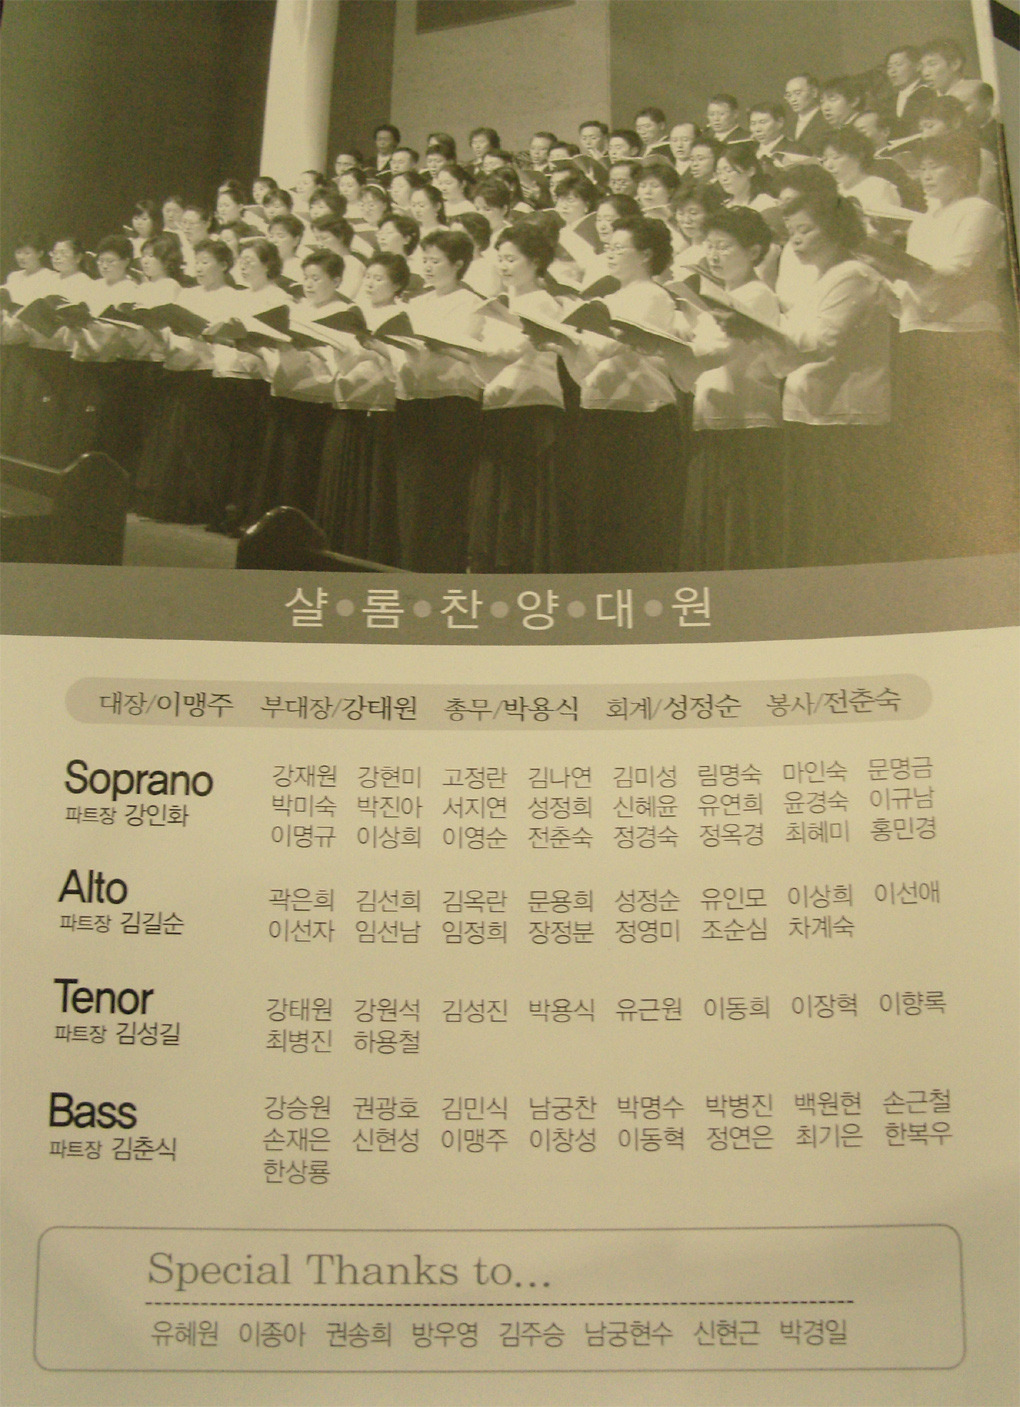 샬•롬•찬•양•대•원
대장/이맹주 부대장/강태원 총무/박용식 회계/성정순 봉사/전춘숙
Soprano
파트장 강인화
강재원 강현미 고정란 김나연 김미성 림명숙 마인숙 문명금
박미숙 박진아 서지연 성정희 신혜윤 유연희 윤경숙 이규남
이명규 이상희 이영순 전춘숙 정경숙 정옥경 최혜미 홍민경
Alto
파트장 김길순
곽은희 김선희 김옥란 문용희 성정순 유인모 이상희 이선애
이선자 임선남 임정희 장정분 정영미 조순심 차계숙
Tenor
파트장 김성길
강태원 강원석 김성진 박용식 유근원 이동희 이장혁 이향록
최병진 하용철
Bass
파트장 김춘식
강승원 권광호 김민식 남궁찬 박명수 박병진 백원현 손근철
손재은 신현성 이맹주 이창성 이동혁 정연은 최기은 한복우
한상룡
Special Thanks to...
유혜원 이종아 권송희 방우영 김주승 남궁현수 신현근 박경일